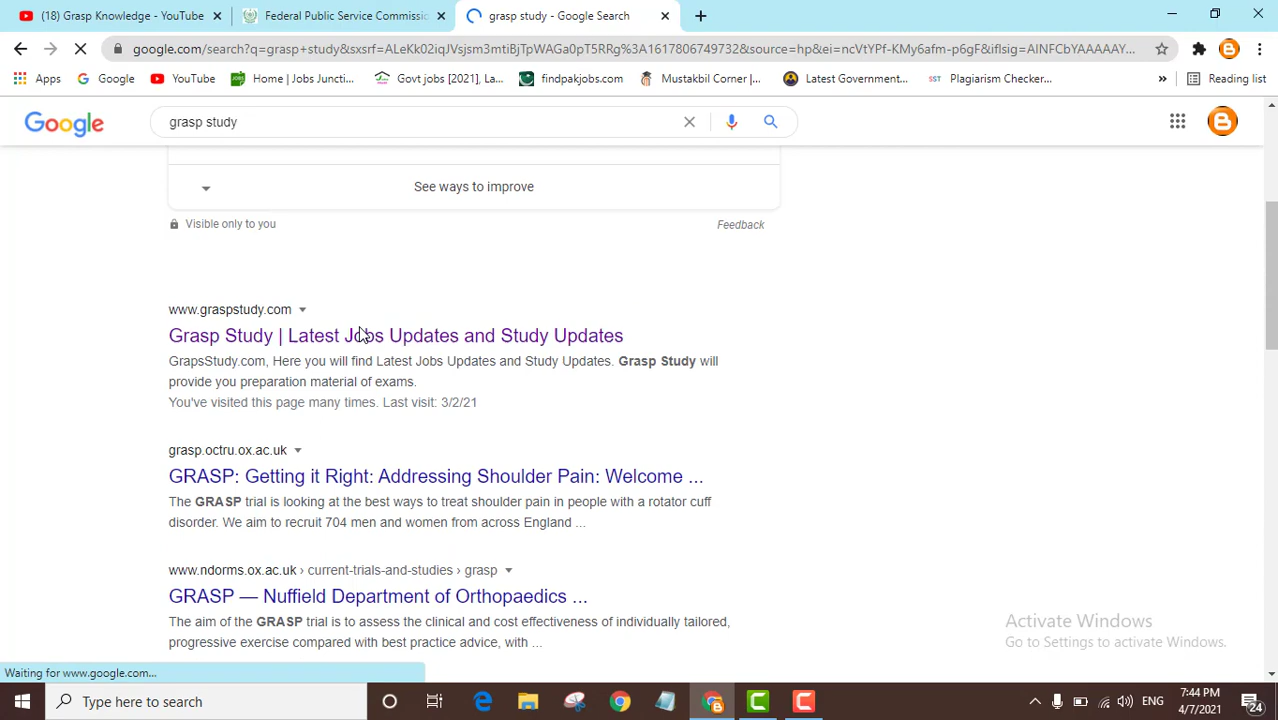 (18) Grasp Knowledge - YouTube
Federal Public Service Commissio
grasp study - Google Search
google.com/search?q=grasp+study&sxsrf=ALeKk02iqJVsjsm3mtiBjTpWAGa0pT5RRg%3A1617806749732&source=hp&ei=ncVtYPf-KMy6afm-p6gF&iflsig=AINFCbYAAAAAY...
Apps
Google
YouTube
Home | Jobs Juncti...
Govt jobs [2021], La...
findpakjobs.com
Mustakbil Corner |...
Latest Government...
SST
Plagiarism Checker...
»
Reading list
Google
grasp study
See ways to improve
Visible only to you
Feedback
www.graspstudy.com
Grasp Study | Latest Jobs Updates and Study Updates
GrapsStudy.com, Here you will find Latest Jobs Updates and Study Updates. Grasp Study will
provide you preparation material of exams.
You've visited this page many times. Last visit: 3/2/21
grasp.octru.ox.ac.uk
GRASP: Getting it Right: Addressing Shoulder Pain: Welcome ...
The GRASP trial is looking at the best ways to treat shoulder pain in people with a rotator cuff
disorder. We aim to recruit 704 men and women from across England ...
www.ndorms.ox.ac.uk › current-trials-and-studies › grasp
GRASP — Nuffield Department of Orthopaedics ...
The aim of the GRASP trial is to assess the clinical and cost effectiveness of individually tailored,
progressive exercise compared with best practice advice, with ...
Activate Windows
Go to Settings to activate Windows.
Waiting for www.google.com...
Type here to search
ENG
7:44 PM
4/7/2021
24